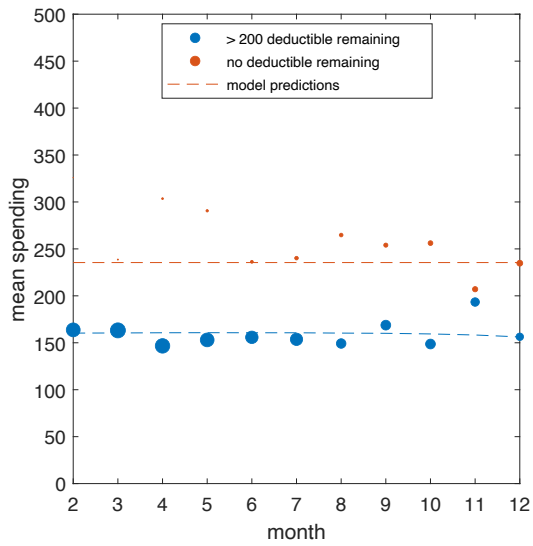 500
450
400
350
300
250
200
150
100
50
0
mean spending
> 200 deductible remaining
no deductible remaining
model predictions
2 3 4 5 6 7 8 9 10 11 12
month